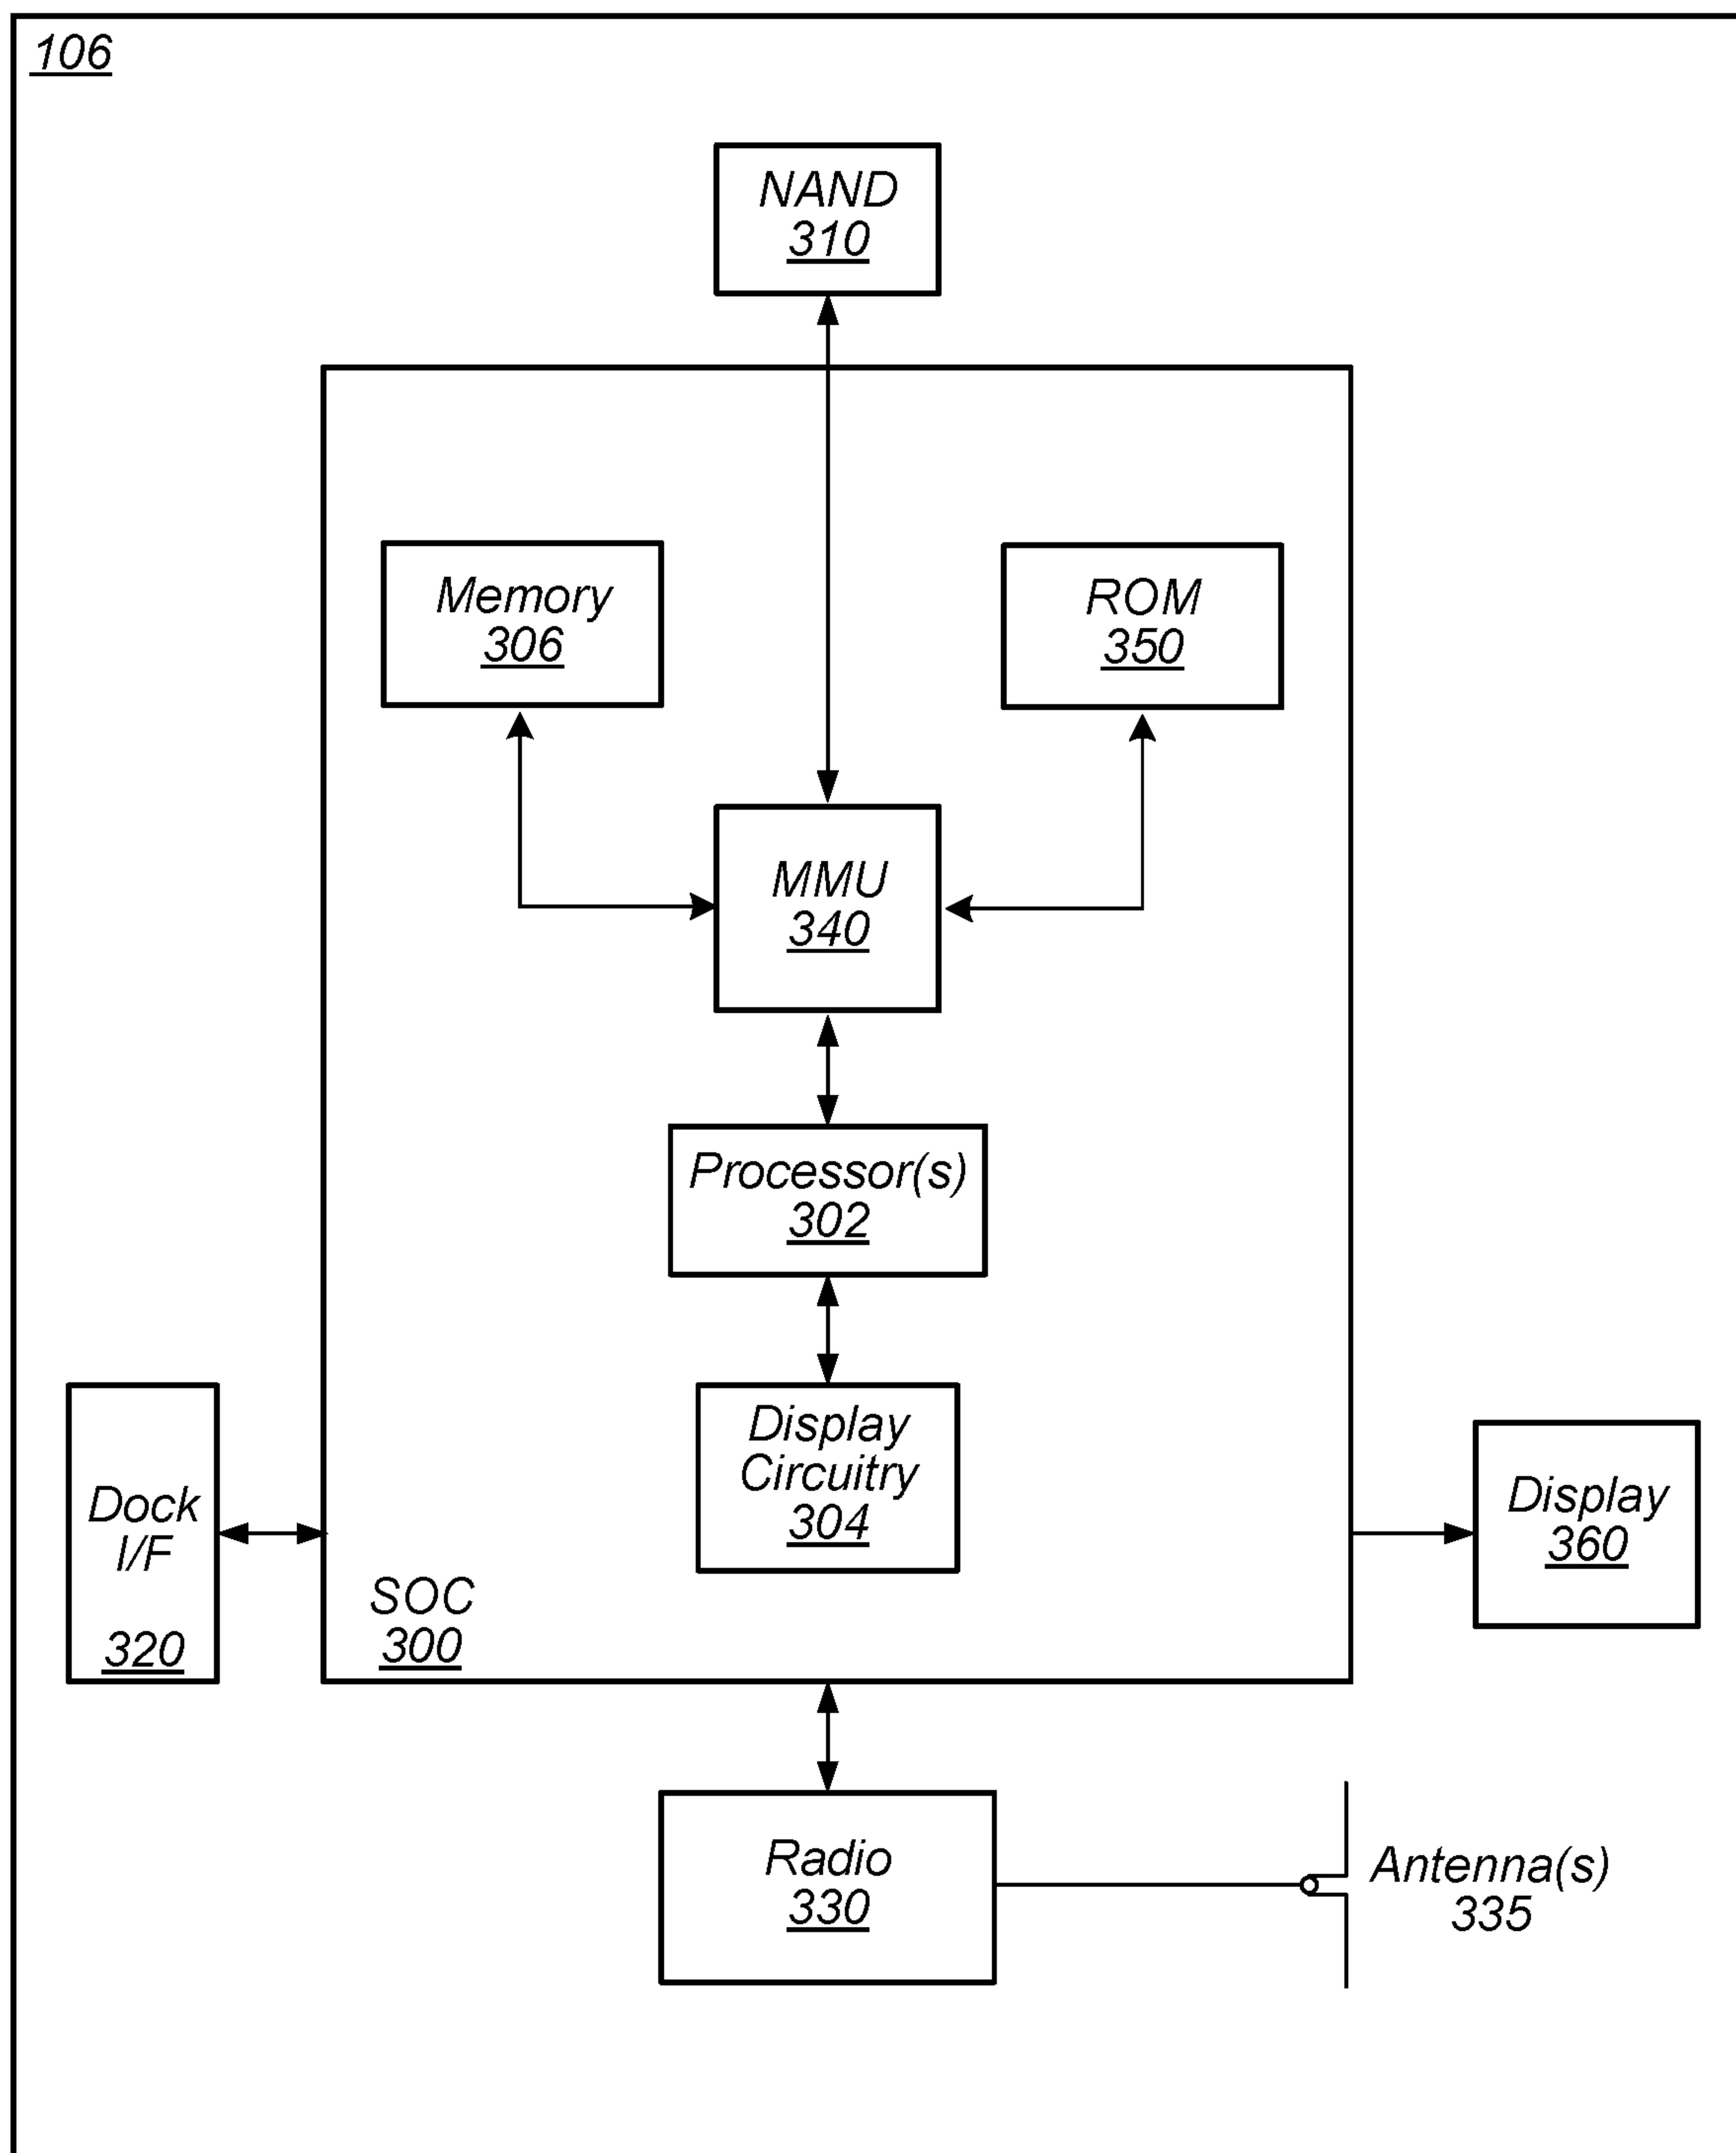 106
NAND
310
Memory
306
ROM
350
MMU
340
Processor(s)
302
Display
Circuitry
304
Dock
I/F
320
SOC
300
Display
360
Radio
330
Antenna(s)
335